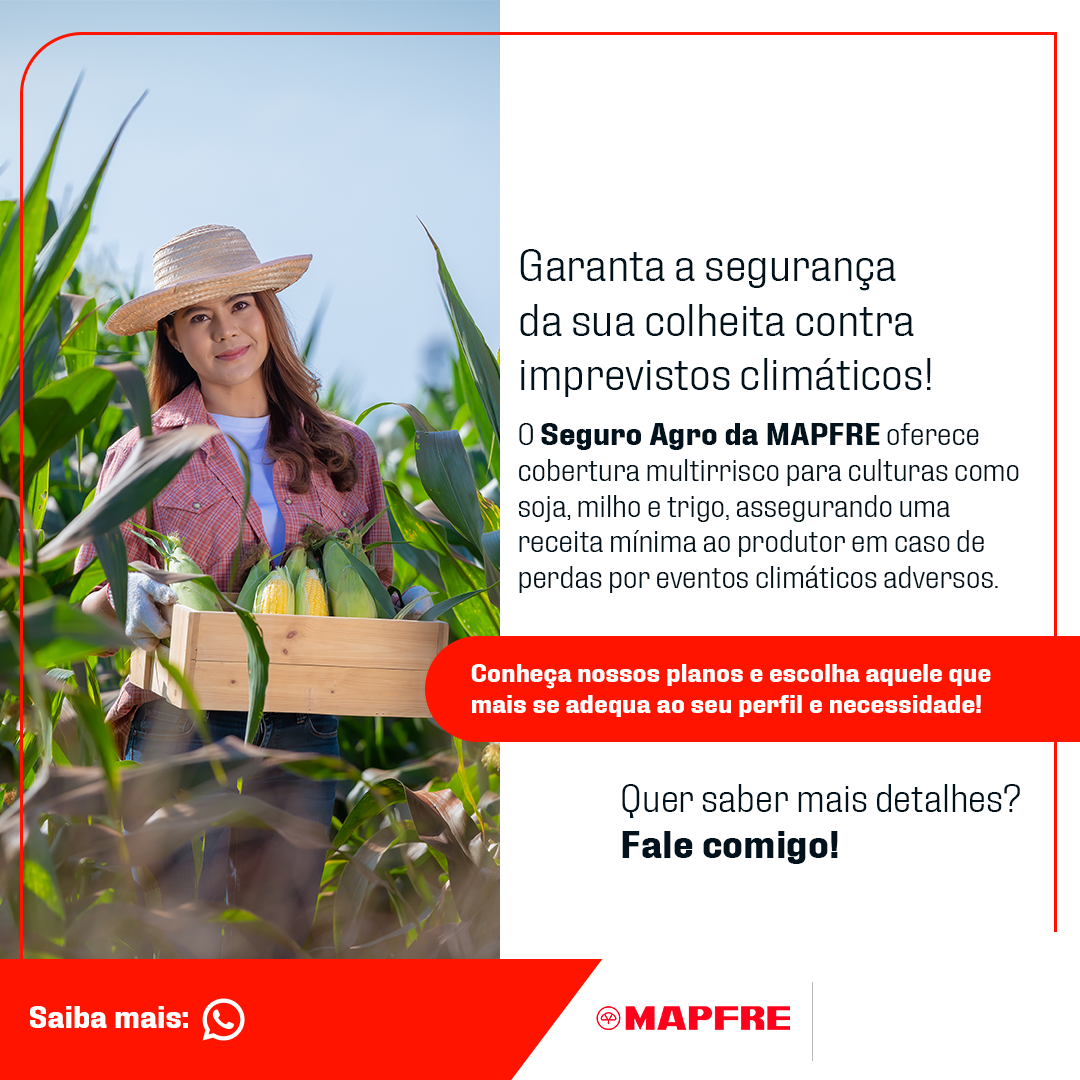 Garanta a segurança
da sua colheita contra
imprevistos climáticos!
O Seguro Agro da MAPFRE oferece
cobertura multirrisco para culturas como
soja, milho e trigo, assegurando uma
receita mínima ao produtor em caso de
perdas por eventos climáticos adversos.
Conheça nossos planos e escolha aquele que
mais se adequa ao seu perfil e necessidade!
Quer saber mais detalhes?
Fale comigo!
Saiba mais:
MAPFRE